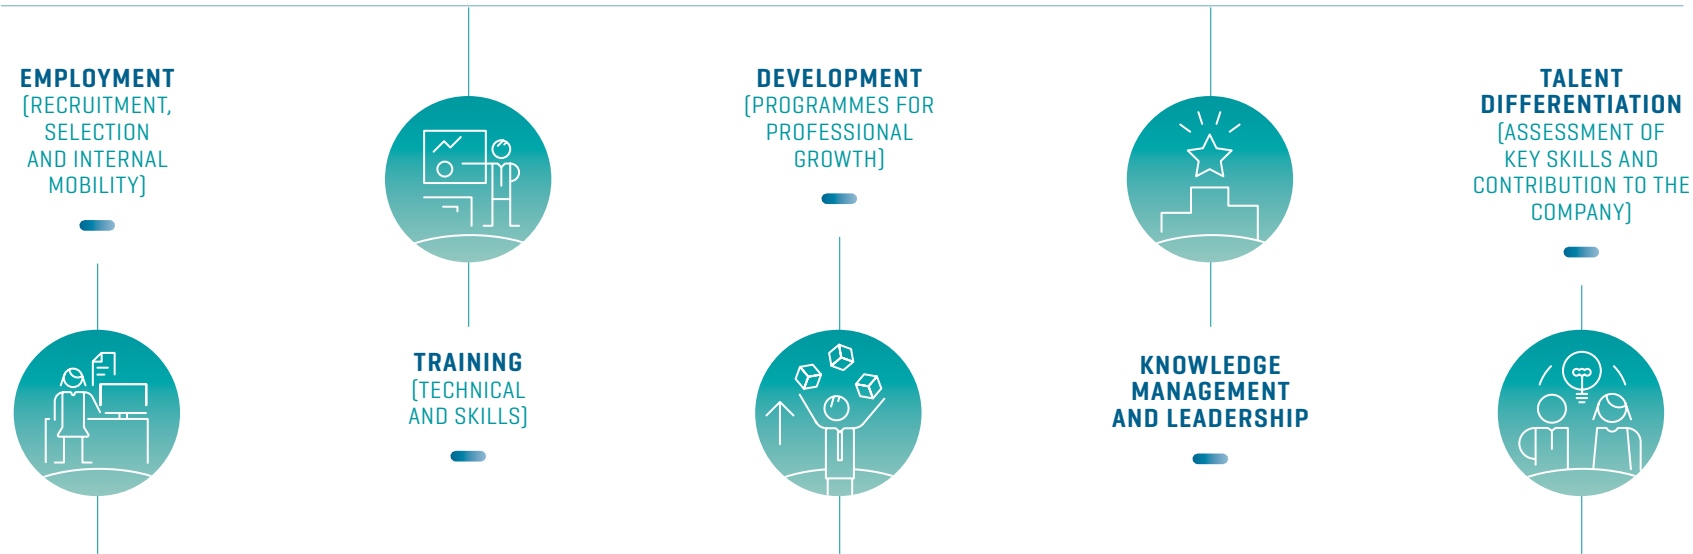 EMPLOYMENT
(RECRUITMENT,
SELECTION
AND INTERNAL
MOBILITY)
TRAINING
(TECHNICAL
AND SKILLS)
DEVELOPMENT
(PROGRAMMES FOR
PROFESSIONAL
GROWTH)
KNOWLEDGE
MANAGEMENT
AND LEADERSHIP
TALENT
DIFFERENTIATION
(ASSESSMENT OF
KEY SKILLS AND
CONTRIBUTION TO THE
COMPANY)